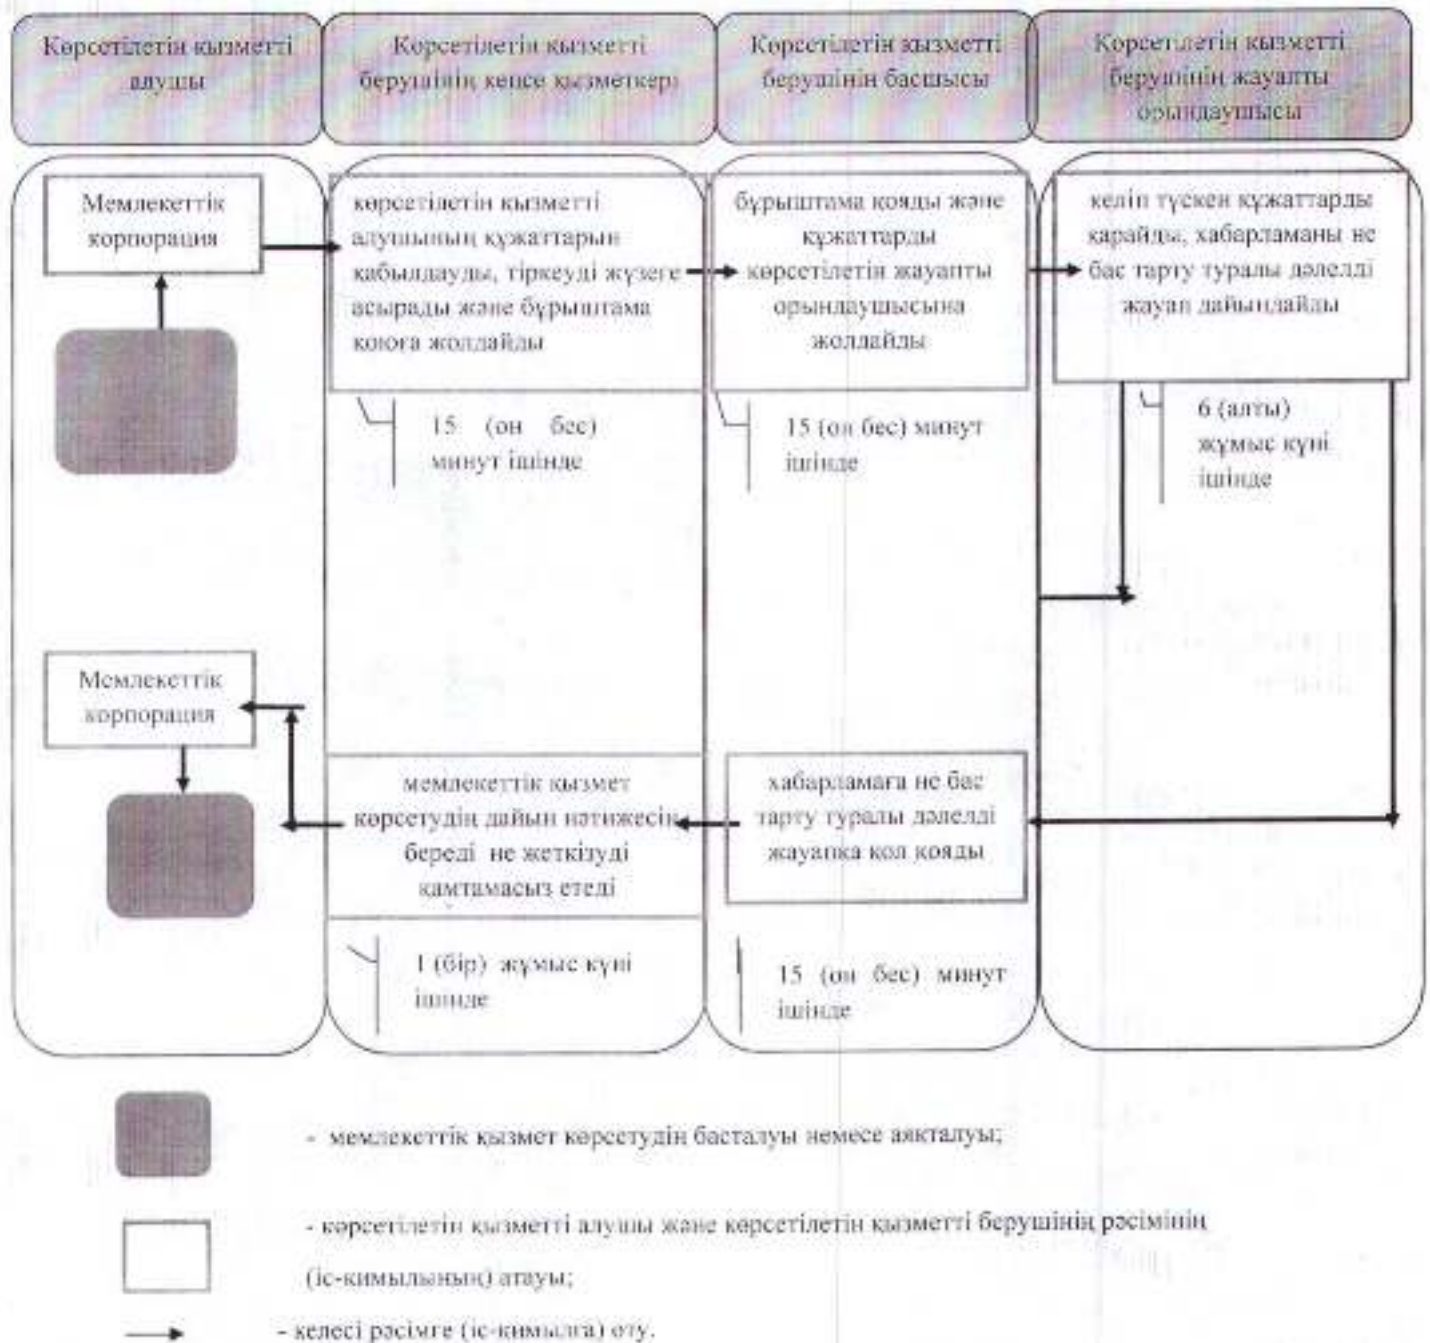 Көрсетілетін қызметті
алушы
Көрсетілетін қызметті
берушінің кеңсе қызметкері
Көрсетілетін қызметті
берушінің басшысы
Көрсетілетін қызметті
берушінің жауапты
орындаушысы
Мемлекеттік
корпорация
көрсетілетін қызметті
алушының құжаттарын
қабылдауды, тіркеуді жүзеге
асырады және бұрыштама
қоюға жолдайды
15 (он бес)
минут ішінде
бұрыштама қояды және
құжаттарды
көрсетілетін жауапты
орындаушысына
жолдайды
15 (он бес) минут
ішінде
келіп түскен құжаттарды
қарайды, хабарламаны не
бас тарту туралы дәлелді
жауап дайындайды
6 (алты)
жұмыс күні
ішінде
Мемлекеттік
корпорация
мемлекеттік қызмет
көрсетудің дайын нәтижесін
береді не жеткізуді
қамтамасыз етеді
1 (бір) жұмыс күні
ішінде
хабарламаға не бас
тарту туралы дәлелді
жауапқа қол қояды
15 (он бес) минут
ішінде
- мемлекеттік қызмет көрсетудің басталуы немесе аяқталуы;
- көрсетілетін қызметті алушы және көрсетілетін қызметті берушінің рәсімінің
(іс-қимылының) атауы;
- келесі рәсімге (іс-қимылға) өту.